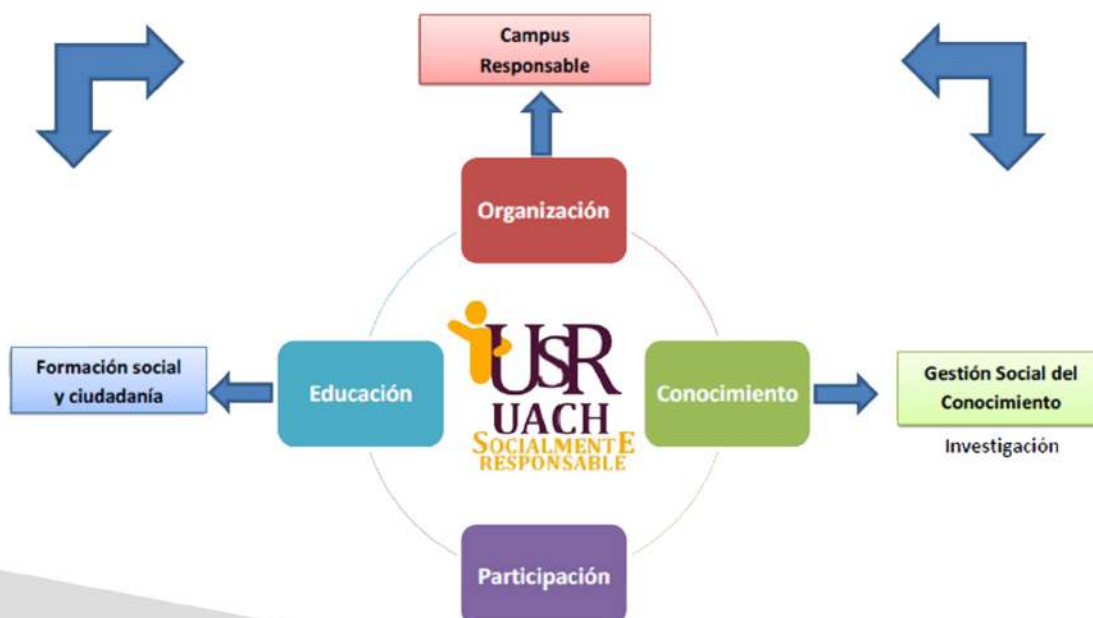 Campus
Responsable
Organización
Formación social
y ciudadanía
Educación
USR
UACH
SOCIALMENTE
RESPONSABLE
Conocimiento
Gestión Social del
Conocimiento
Investigación
Participación